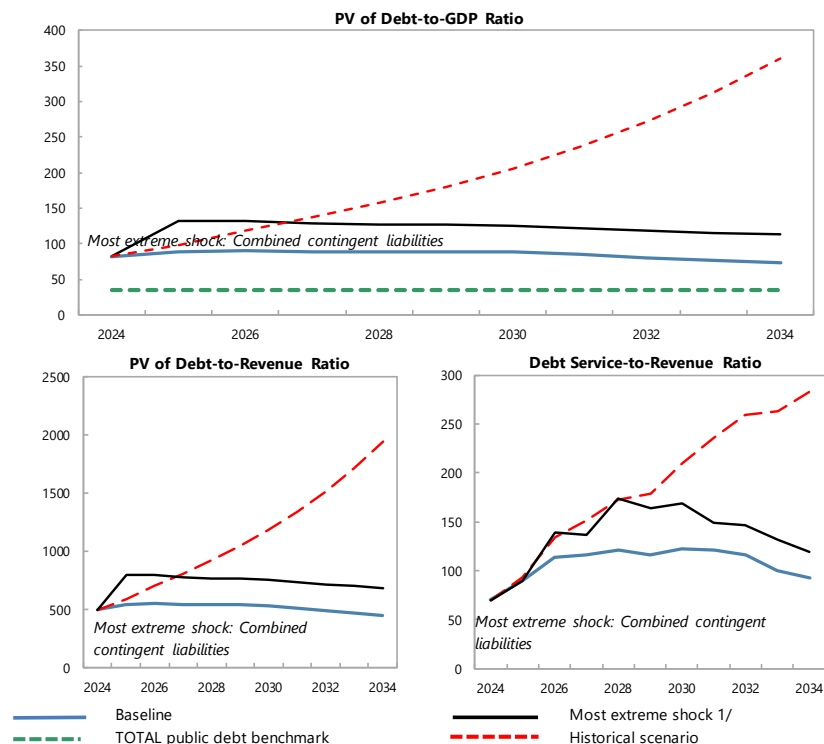 PV of Debt-to-GDP Ratio
400
350
300
250
200
150
100
50
0
Most extreme shock: Combined contingent liabilities
2024 2026 2028 2030 2032 2034
PV of Debt-to-Revenue Ratio
2500
2000
1500
1000
500
0
Most extreme shock: Combined
contingent liabilities
2024 2026 2028 2030 2032 2034
Debt Service-to-Revenue Ratio
300
250
200
150
100
50
0
Most extreme shock: Combined contingent
liabilities
2024 2026 2028 2030 2032 2034
Baseline
TOTAL public debt benchmark
Most extreme shock 1/
Historical scenario